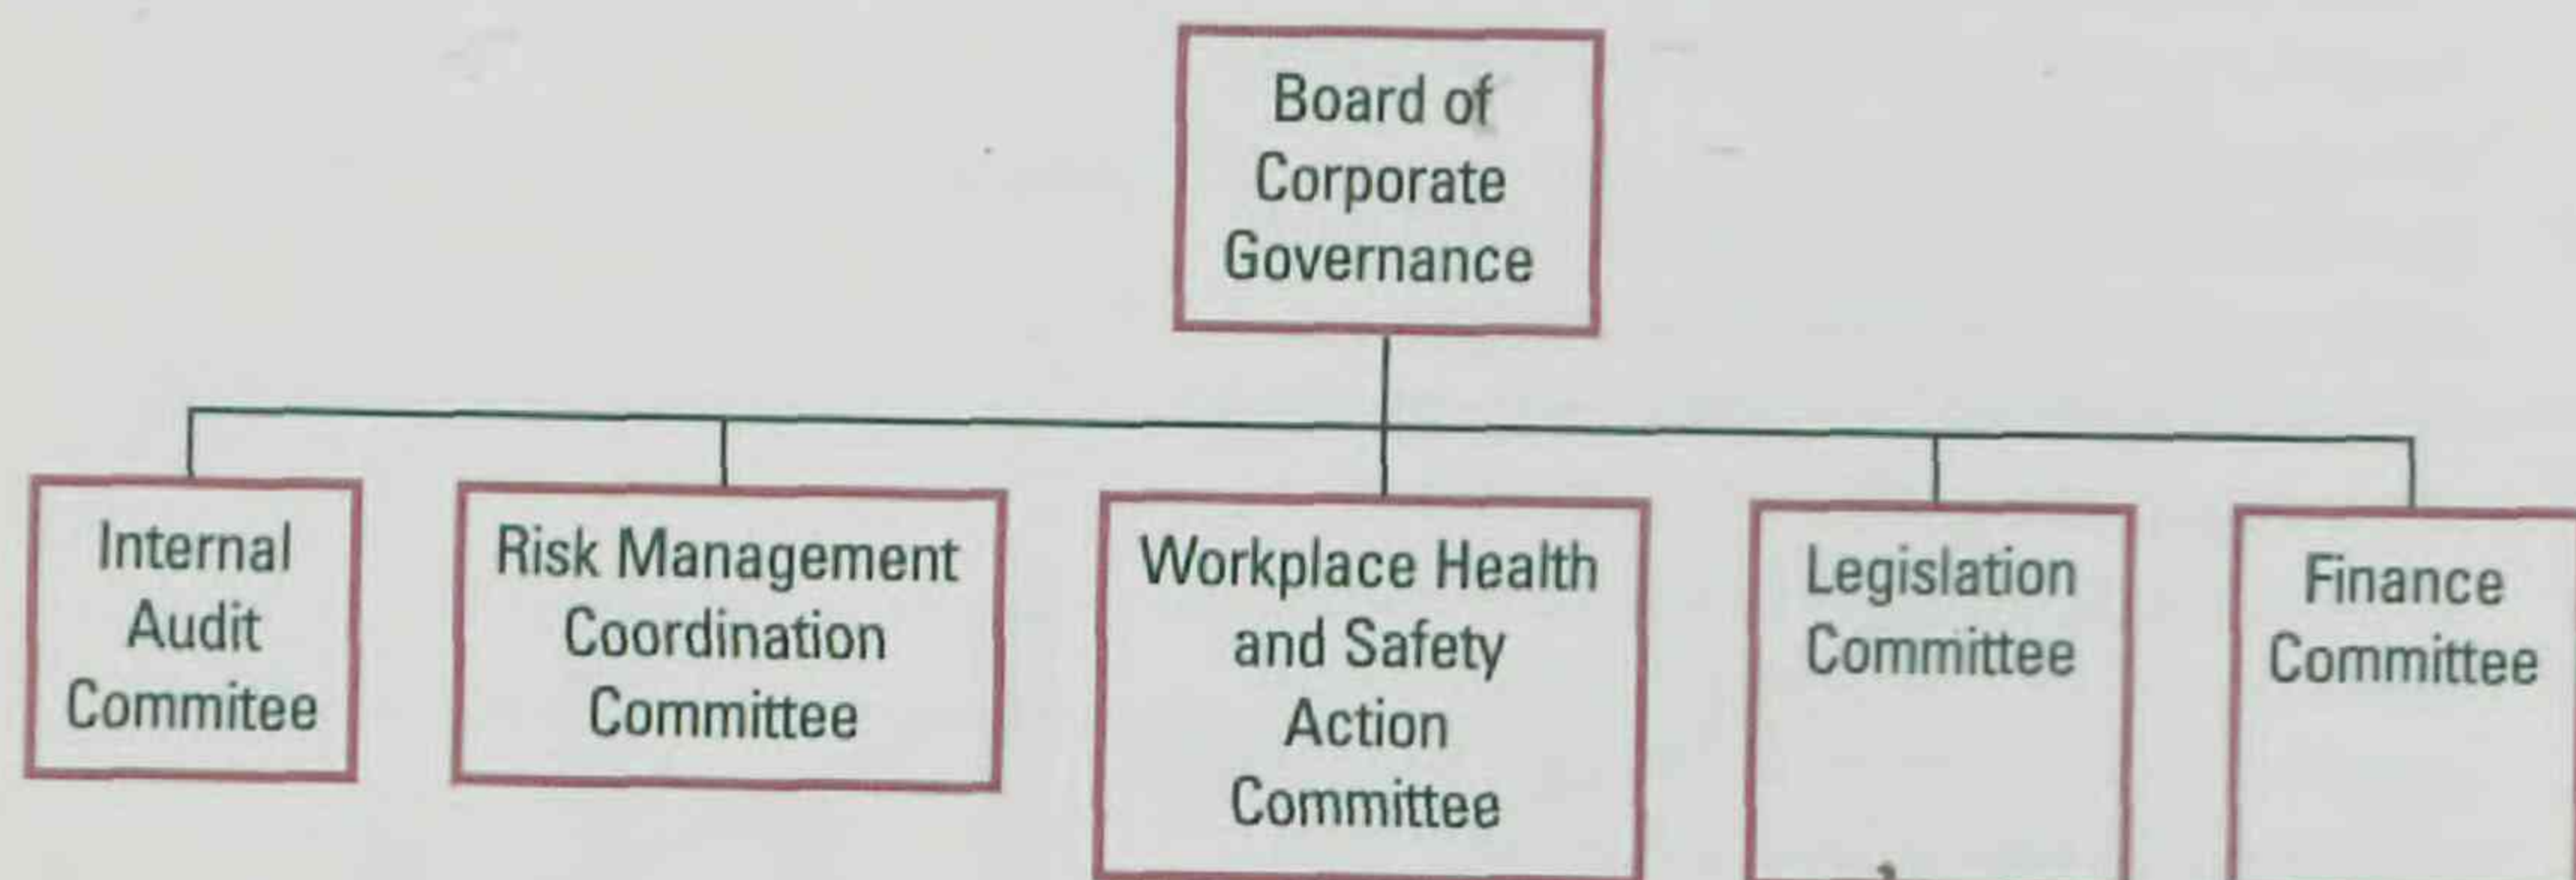 Board of
Corporate
Governance
Internal
Audit
Commitee
Risk Management
Coordination
Committee
Workplace Health
and Safety
Action
Committee
Legislation
Committee
Finance
Committee